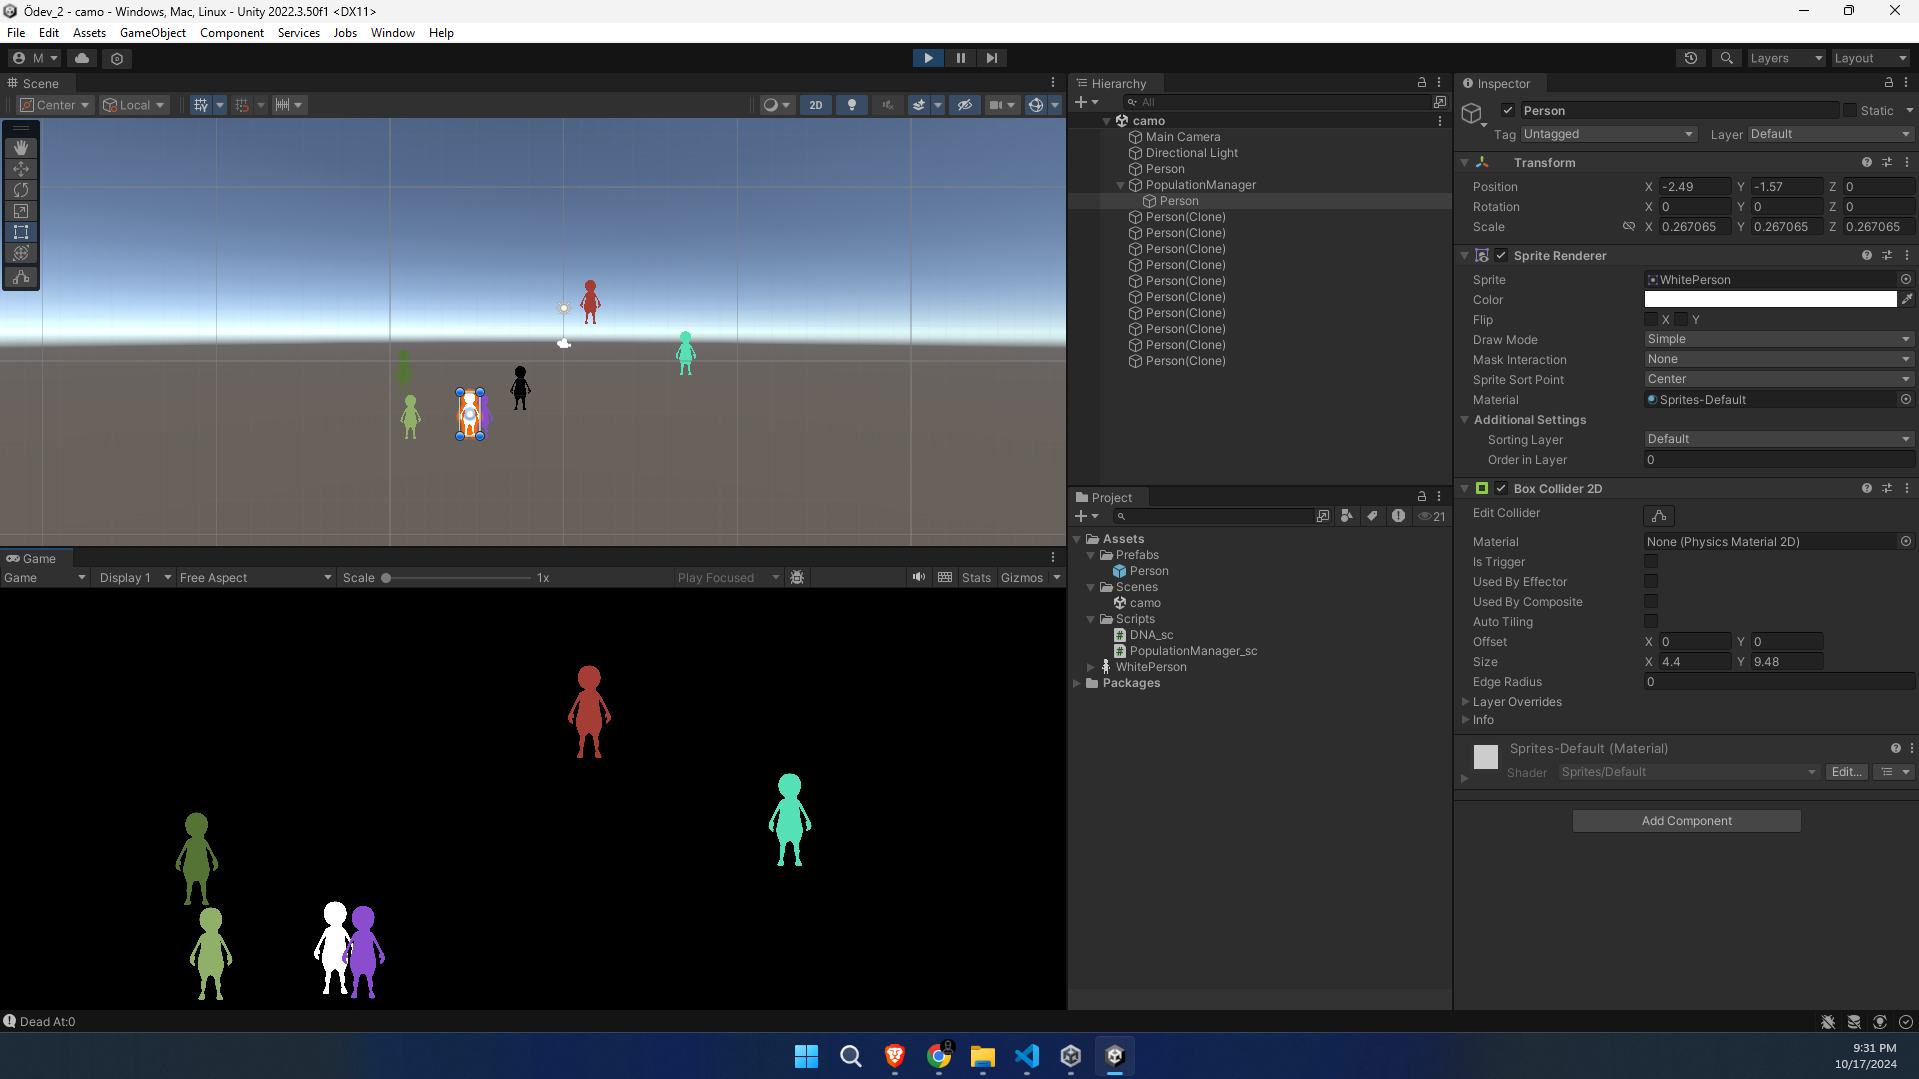 Ödev_2 - camo - Windows, Mac, Linux - Unity 2022.3.50f1 <DX11>
File Edit Assets GameObject Component Services Jobs Window Help
M
Layers Layout
Scene
Center Local
2D
Game
Game Display 1 Free Aspect Scale 1x Play Focused Stats Gizmos
Dead At:0
Hierarchy
All
camo
Main Camera
Directional Light
Person
PopulationManager
Person
Person(Clone)
Person(Clone)
Person(Clone)
Person(Clone)
Person(Clone)
Person(Clone)
Person(Clone)
Person(Clone)
Person(Clone)
Person(Clone)
Project
21
Assets
Prefabs
Person
Scenes
camo
Scripts
DNA_sc
PopulationManager_sc
WhitePerson
Packages
Inspector
Person Static
Tag Untagged Layer Default
Transform
Position X -2.49 Y -1.57 Z 0
Rotation X 0 Y 0 Z 0
Scale X 0.267065 Y 0.267065 Z 0.267065
Sprite Renderer
Sprite WhitePerson
Color
Flip X Y
Draw Mode Simple
Mask Interaction None
Sprite Sort Point Center
Material Sprites-Default
Additional Settings
Sorting Layer Default
Order in Layer 0
Box Collider 2D
Edit Collider
Material None (Physics Material 2D)
Is Trigger
Used By Effector
Used By Composite
Auto Tiling
Offset X 0 Y 0
Size X 4.4 Y 9.48
Edge Radius 0
Layer Overrides
Info
Sprites-Default (Material)
Shader Sprites/Default Edit...
Add Component
9:31 PM
10/17/2024